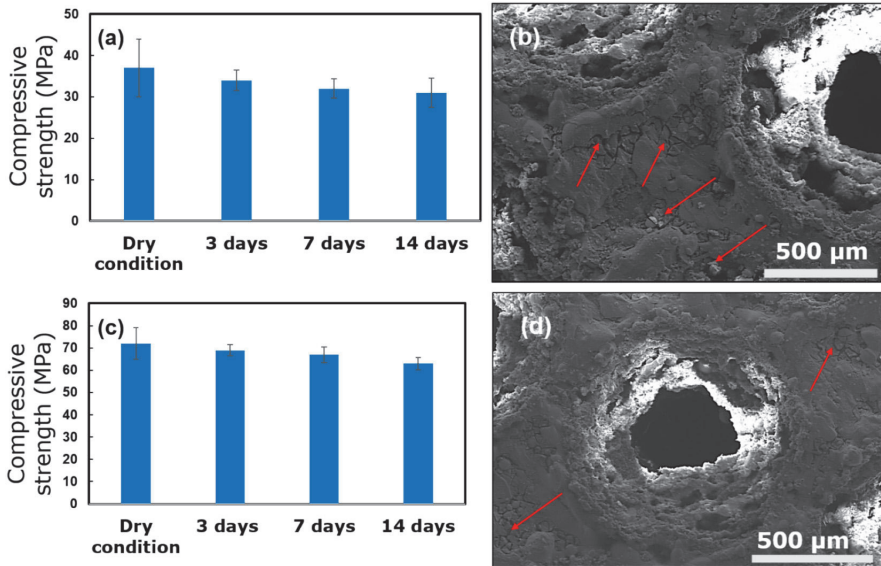 (a)
Compressive
strength (MPa)
50
40
30
20
10
0
Dry
condition
3 days
7 days
14 days
(b)
500 µm
(c)
Compressive
strength (MPa)
90
80
70
60
50
40
30
20
10
0
Dry
condition
3 days
7 days
14 days
(d)
500 µm